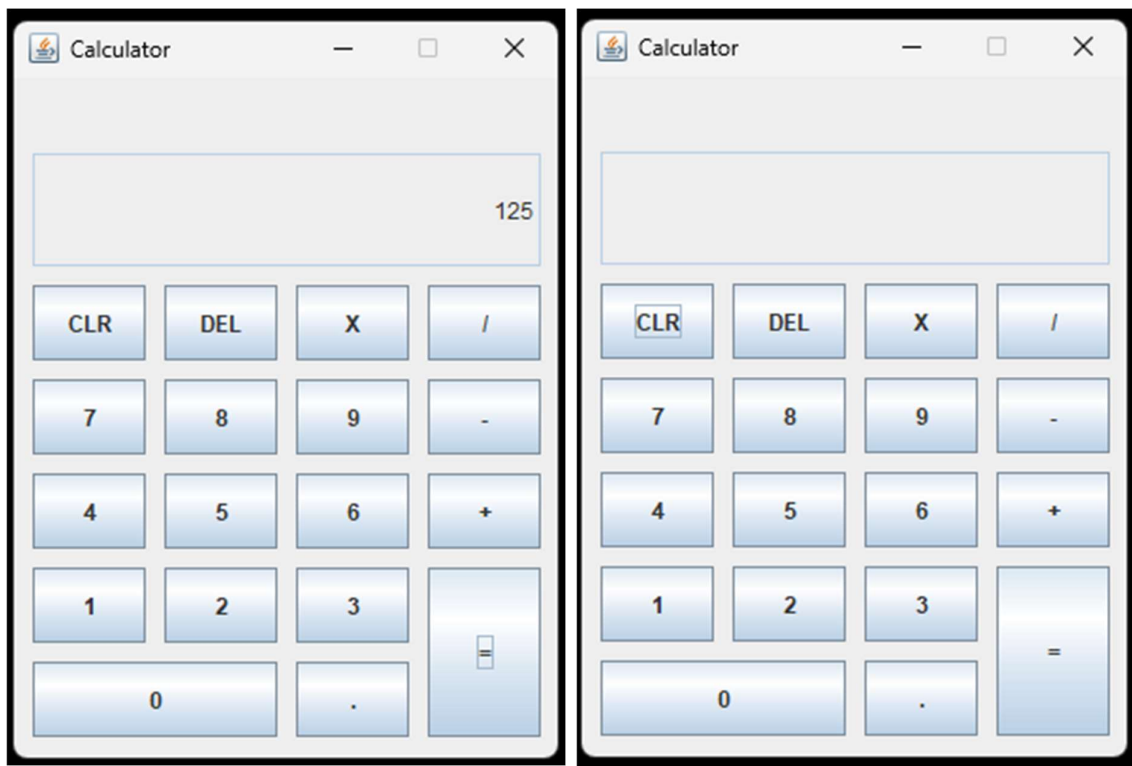 Calculator
125
CLR DEL X /
7 8 9 -
4 5 6 +
1 2 3
=
0 .
Calculator
CLR DEL X /
7 8 9 -
4 5 6 +
1 2 3
=
0 .